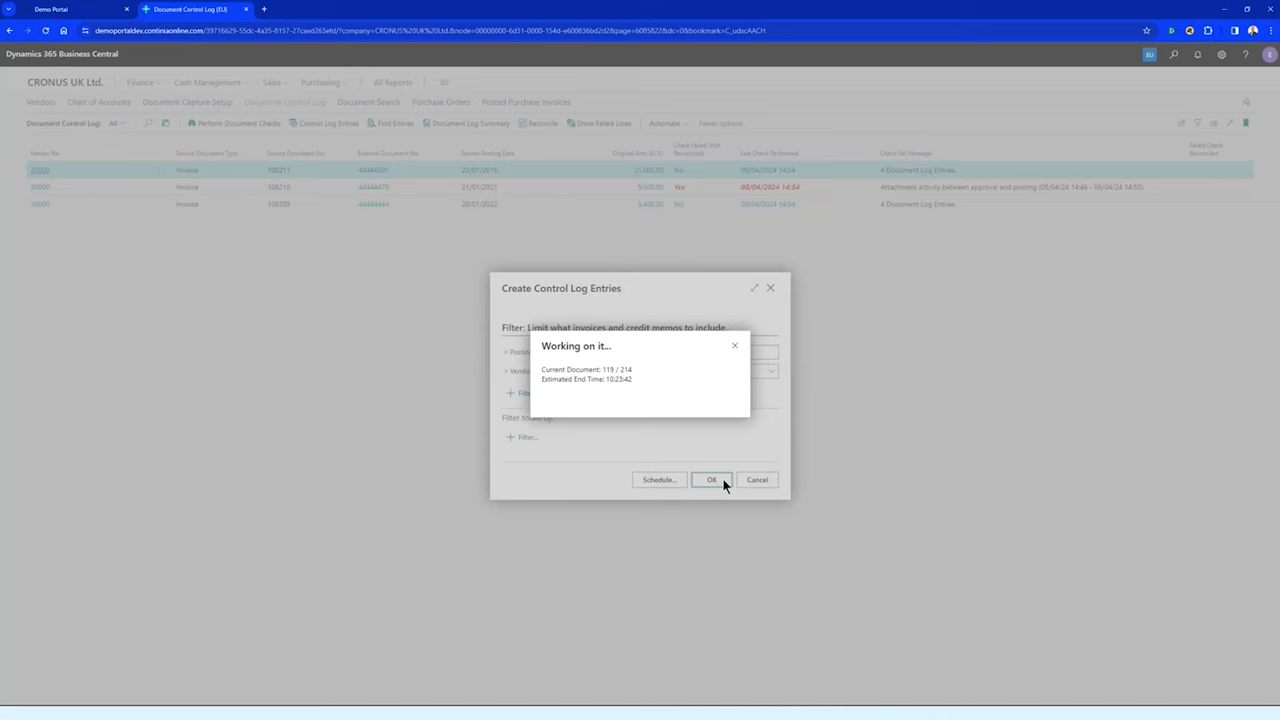 Demo Portal
Document Control Log (EU)
demoportaldev.continiaonline.com/39716629-55dc-4a35-8157-27caed263efd/?company=CRONUS%20UK%20Ltd.&node=00000000-6d31-0000-154d-e600836bd2d2&page=6085822&dc=0&bookmark=C_udxcAACH
Dynamics 365 Business Central
EU
E
CRONUS UK Ltd.
Finance
Cash Management
Sales
Purchasing
All Reports
Vendors
Chart of Accounts
Document Capture Setup
Documents Control Log
Document Search
Purchase Orders
Posted Purchase Invoices
Document Control Log:
All
Perform Document Checks
Control Log Entries
Find Entries
Document Log Summary
Reconcile
Show Failed Lines
Automate
Fewer options
Vendor No.
Source Document Type
Source Document No.
External Document No.
Source Posting Date
Original Amt. (LCY)
Check Failed (Not Reconciled)
Last Check Performed
Check Fail Message
Failed Check Reconciled
20000 Invoice 108211 44444501 22/01/2016 21,000.00 No 08/04/2024 14:54 4 Document Log Entries.
20000 Invoice 108210 44444478 21/01/2021 9,000.00 Yes 08/04/2024 14:54 Attachment activity between approval and posting (08/04/24 14:46 - 08/04/24 14:50).
20000 Invoice 108209 44444444 20/01/2022 5,400.00 No 08/04/2024 14:54 4 Document Log Entries.
Create Control Log Entries
Filter: Limit what invoices and credit memos to include
Working on it...
Current Document: 119 / 214
Estimated End Time: 10:23:42
Filter totals by:
Filter...
Schedule...
OK
Cancel